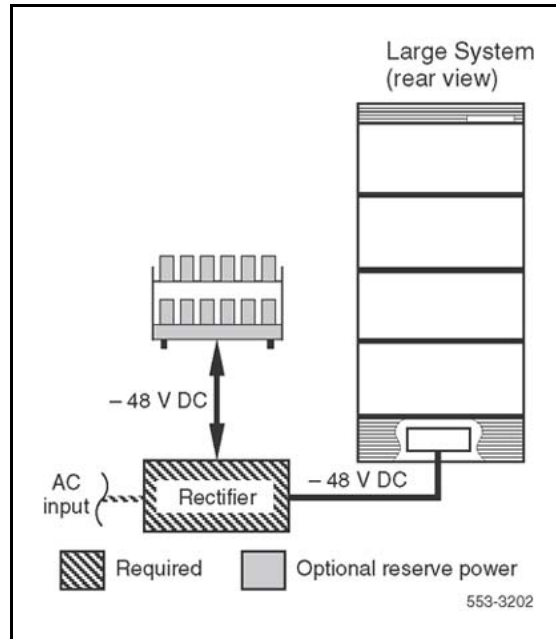 Large System
(rear view)
– 48 V DC
AC
input
Rectifier
– 48 V DC
Required
Optional reserve power
553-3202